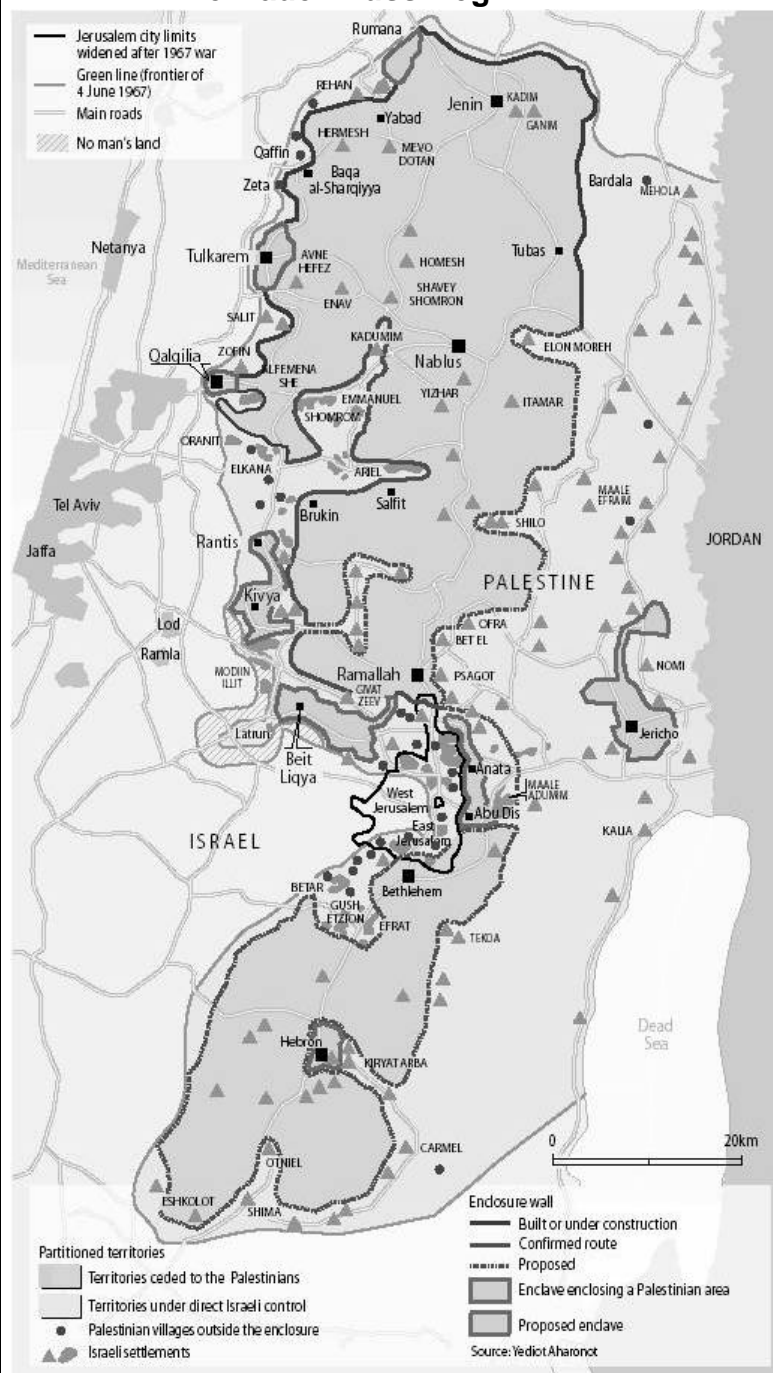 Jerusalem city limits
widened after 1967 war
Green line (frontier of
4 June 1967)
Main roads
No man's land
Rumana
REHAN
Yabad
Jenin
KADIM
GANIM
HERMESH
MEVO
DOTAN
Qaffin
Baqa
al-Sharqiyya
Zeta
Bardala
MEHOLA
Netanya
Mediterranean
Sea
Tulkarem
AVNE
HEFEZ
HOMESH
Tubas
ENAV
SHAVEY
SHOMRON
SALIT
ZOFIN
KADUMIM
Nablus
ELON MOREH
Qalqilia
ALFEMENA
SHE
EMMANUEL
SHOMROM
YIZHAR
ITAMAR
ORANIT
ELKANA
ARIEL
Tel Aviv
Brukin
Salfit
MAALE
EFRAIM
SHILO
Jaffa
Rantis
JORDAN
PALESTINE
Kivya
Lod
OFRA
BET EL
Ramla
MODIIN
ILLIT
Ramallah
PSAGOT
NOMI
GIVAT
ZEEV
Latrun
Jericho
Beit
Liqya
Anata
West
Jerusalem
MAALE
ADUMIM
East
Jerusalem
Abu Dis
KALIA
ISRAEL
BETAR
Bethlehem
GUSH
ETZION
EFRAT
TEKOA
Dead
Sea
Hebron
KIRYAT ARBA
0 20km
CARMEL
OTNIEL
ESHKOLOT
SHIMA
Partitioned territories
Territories ceded to the Palestinians
Territories under direct Israeli control
Palestinian villages outside the enclosure
Israeli settlements
Enclosure wall
Built or under construction
Confirmed route
Proposed
Enclave enclosing a Palestinian area
Proposed enclave
Source: Yediot Aharonot